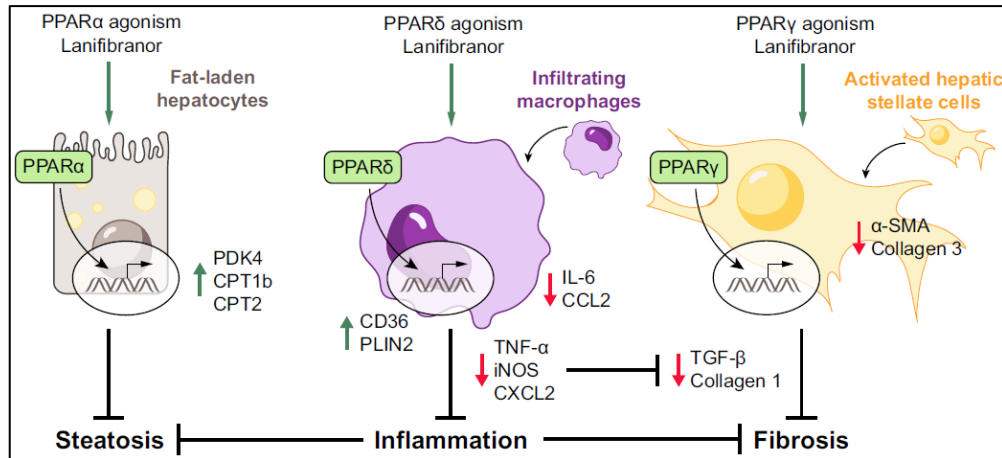 PPARα agonism
Lanifibranor
PPARδ agonism
Lanifibranor
PPARγ agonism
Lanifibranor
Fat-laden
hepatocytes
Infiltrating
macrophages
Activated hepatic
stellate cells
PPARα
PPARδ
PPARγ
PDK4
CPT1b
CPT2
IL-6
CCL2
α-SMA
Collagen 3
CD36
PLIN2
TNF-α
iNOS
CXCL2
TGF-β
Collagen 1
Steatosis
Inflammation
Fibrosis